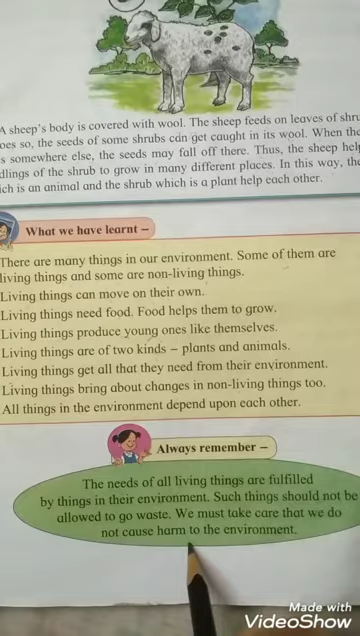 A sheep's body is covered with wool. The sheep feeds on leaves of
oes so, the seeds of some shrubs can get caught in its wool. When
s somewhere else, the seeds may fall off there. Thus, the sheep
dlings of the shrub to grow in many different places. In this way,
ich is an animal and the shrub which is a plant help each other.
What we have learnt –
There are many things in our environment. Some of them are
living things and some are non-living things.
Living things can move on their own.
Living things need food. Food helps them to grow.
Living things produce young ones like themselves.
Living things are of two kinds – plants and animals.
Living things get all that they need from their environment.
Living things bring about changes in non-living things too.
All things in the environment depend upon each other.
Always remember –
The needs of all living things are fulfilled
by things in their environment. Such things should not be
allowed to go waste. We must take care that we do
not cause harm to the environment.
Made with
VideoShow